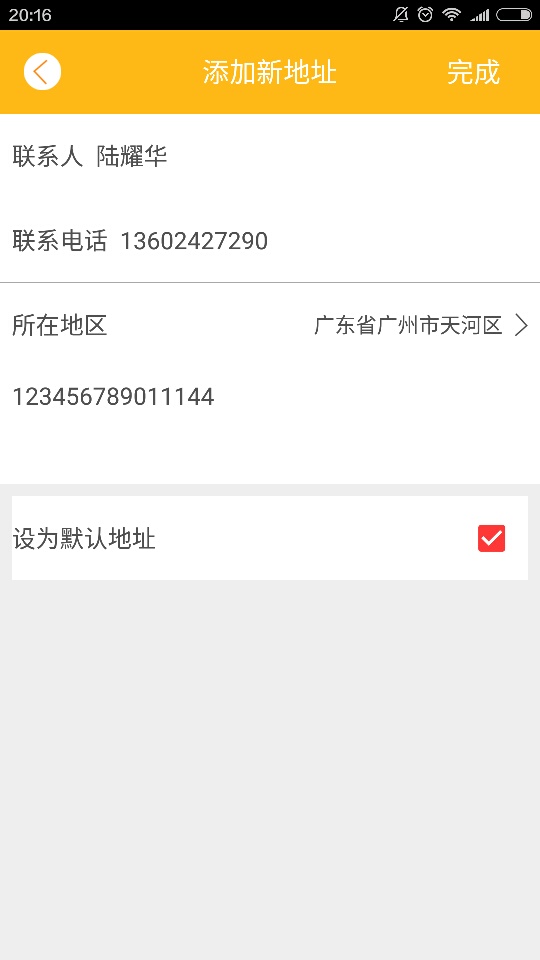 20:16
添加新地址 完成
联系人 陆耀华
联系电话 13602427290
所在地区 广东省广州市天河区
123456789011144
设为默认地址